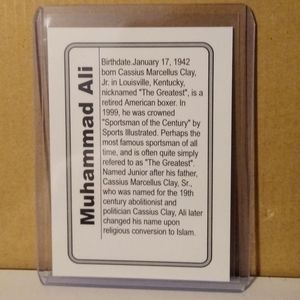 Muhammad Ali
Birthdate January 17, 1942
born Cassius Marcellus Clay,
Jr. in Louisville, Kentucky,
nicknamed "The Greatest", is a
retired American boxer. In
1999, he was crowned
"Sportsman of the Century" by
Sports Illustrated. Perhaps the
most famous sportsman of all
time, and is often quite simply
refered to as "The Greatest".
Named Junior after his father,
Cassius Marcellus Clay, Sr.,
who was named for the 19th
century abolitionist and
politician Cassius Clay, Ali later
changed his name upon
religious conversion to Islam.